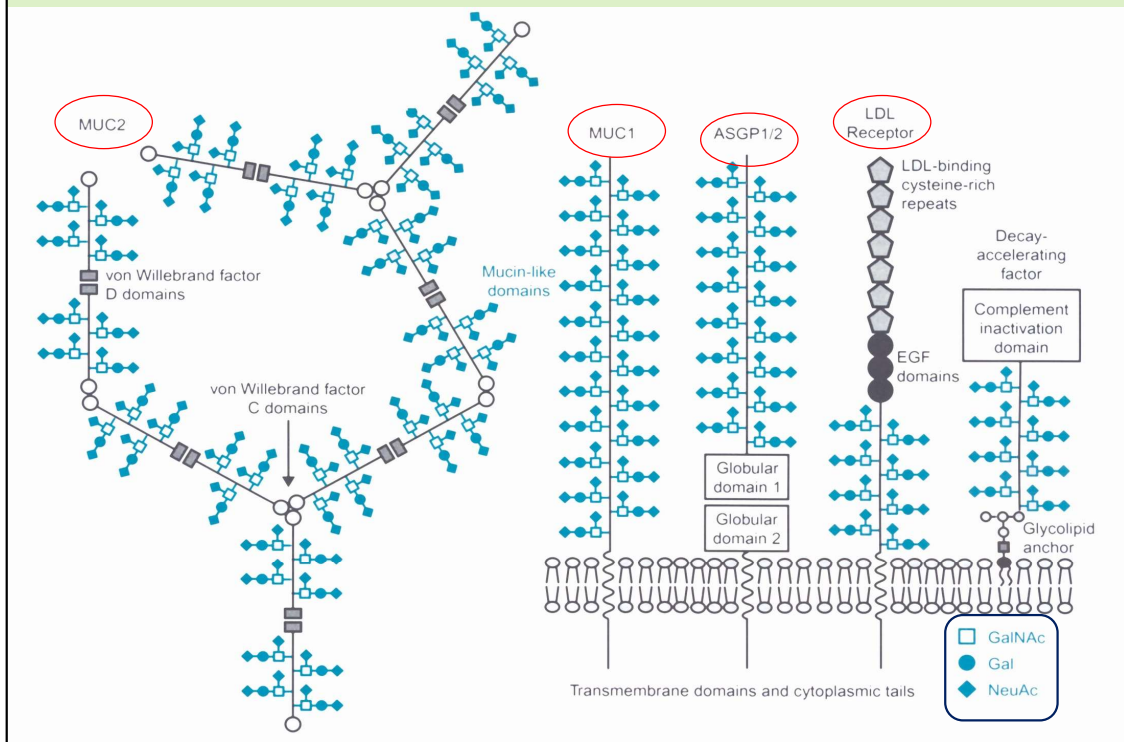 MUC2
MUC1
ASGP1/2
LDL
Receptor
LDL-binding
cysteine-rich
repeats
Decay-
accelerating
factor
Complement
inactivation
domain
von Willebrand factor
D domains
Mucin-like
domains
EGF
domains
von Willebrand factor
C domains
Globular
domain 1
Globular
domain 2
Glycolipid
anchor
GalNAc
Gal
NeuAc
Transmembrane domains and cytoplasmic tails